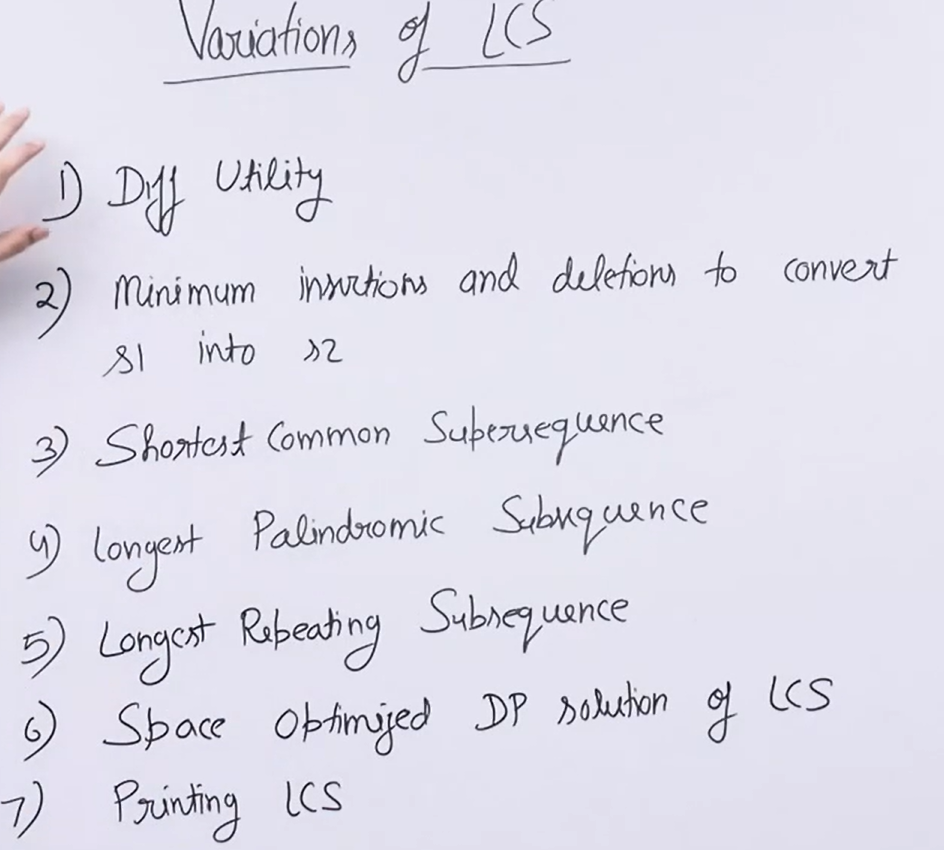 Variations of LCS
1) Diff Utility
2) Minimum insertions and deletions to convert
s1 into s2
3) Shortest Common Supersequence
4) Longest Palindromic Subsequence
5) Longest Repeating Subsequence
6) Space Optimized DP solution of LCS
7) Printing LCS